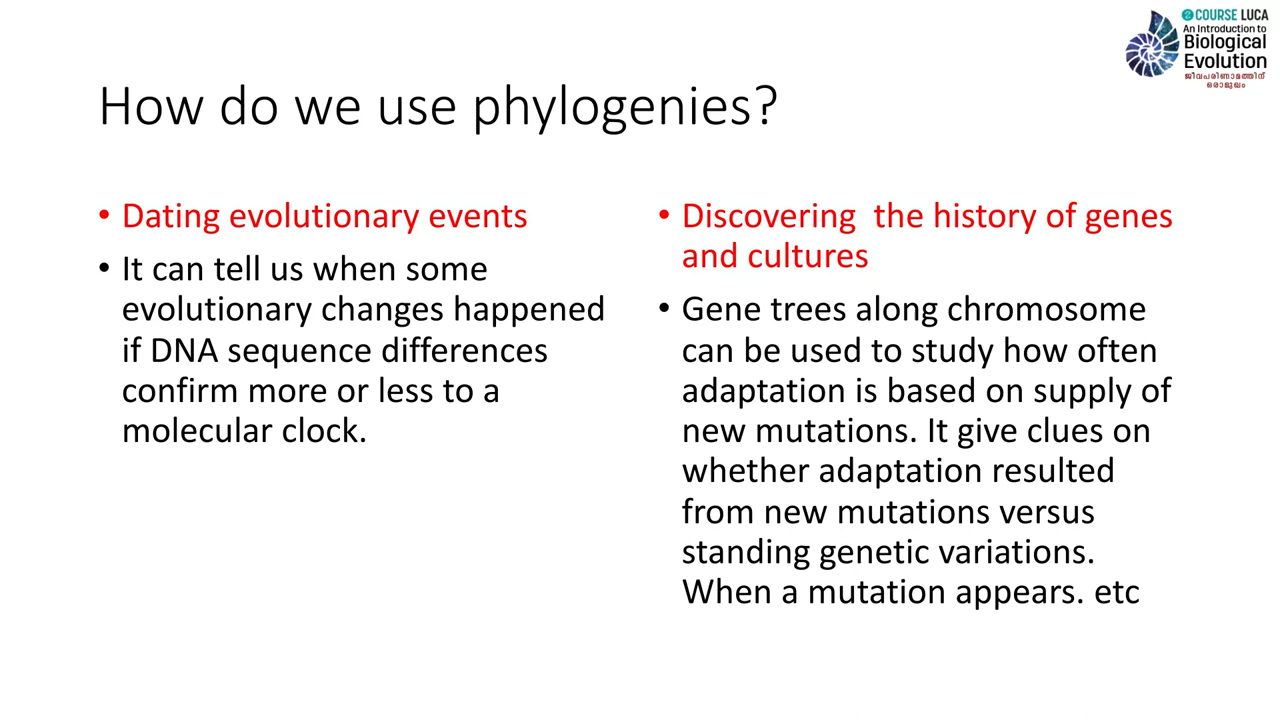 COURSE LUCA
An Introduction to
Biological
Evolution
ജീവപരിണാമത്തിന്
ഒരാമുഖം
How do we use phylogenies?
• Dating evolutionary events
• It can tell us when some
evolutionary changes happened
if DNA sequence differences
confirm more or less to a
molecular clock.
• Discovering  the history of genes
and cultures
• Gene trees along chromosome
can be used to study how often
adaptation is based on supply of
new mutations. It give clues on
whether adaptation resulted
from new mutations versus
standing genetic variations.
When a mutation appears. etc